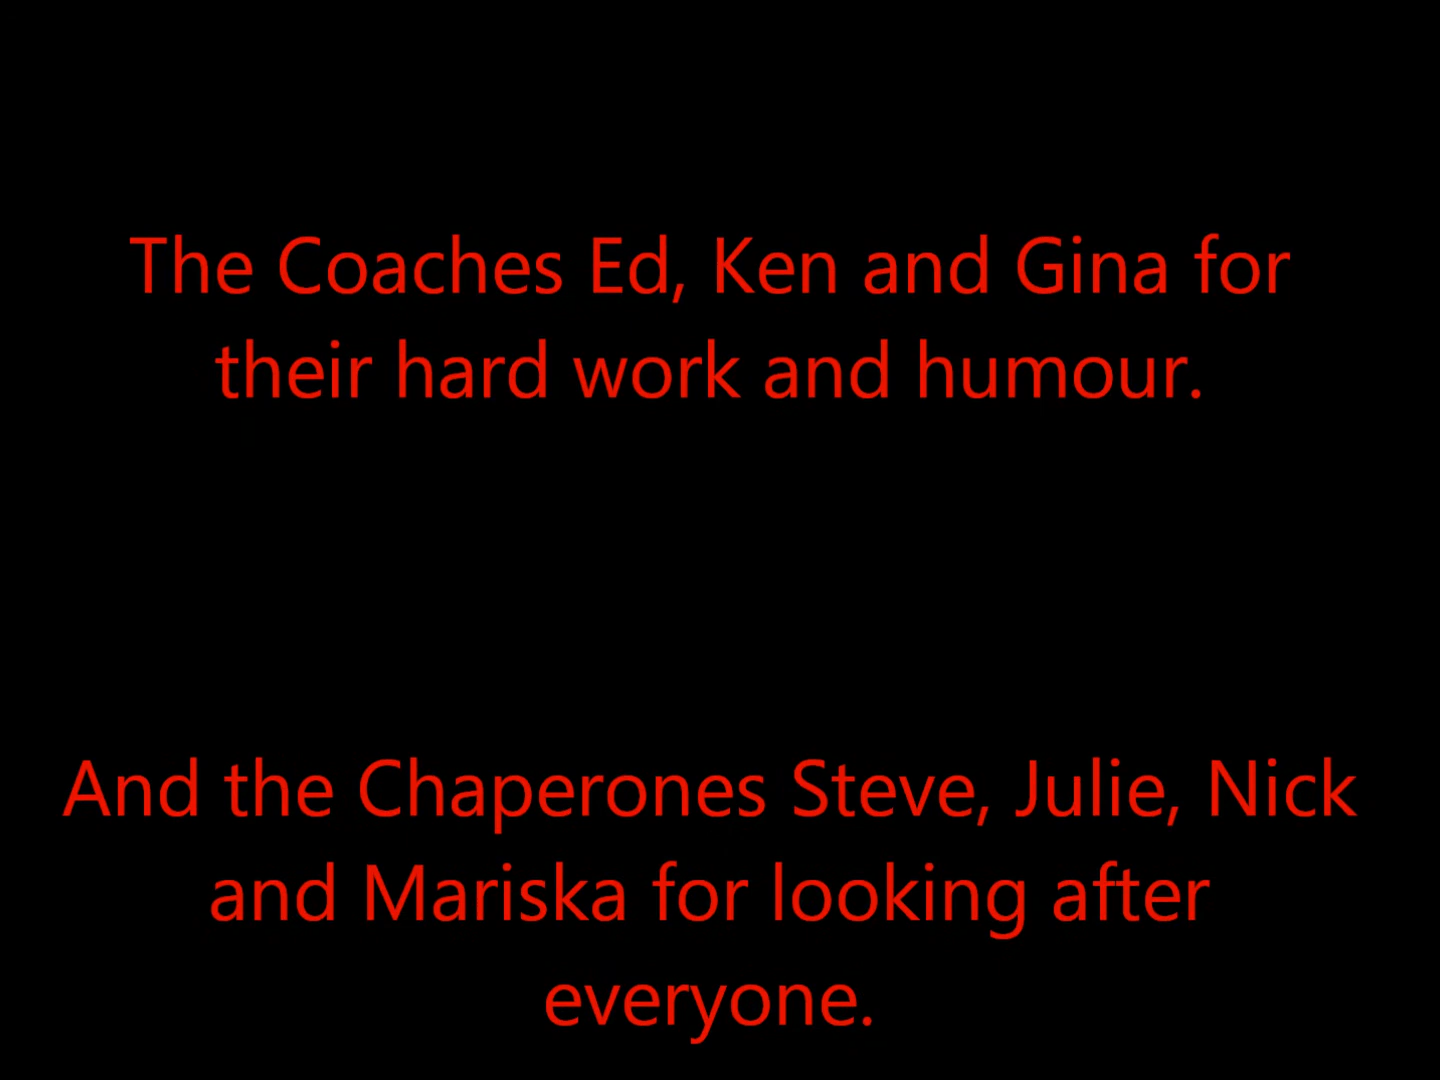 The Coaches Ed, Ken and Gina for
their hard work and humour.
And the Chaperones Steve, Julie, Nick
and Mariska for looking after
everyone.